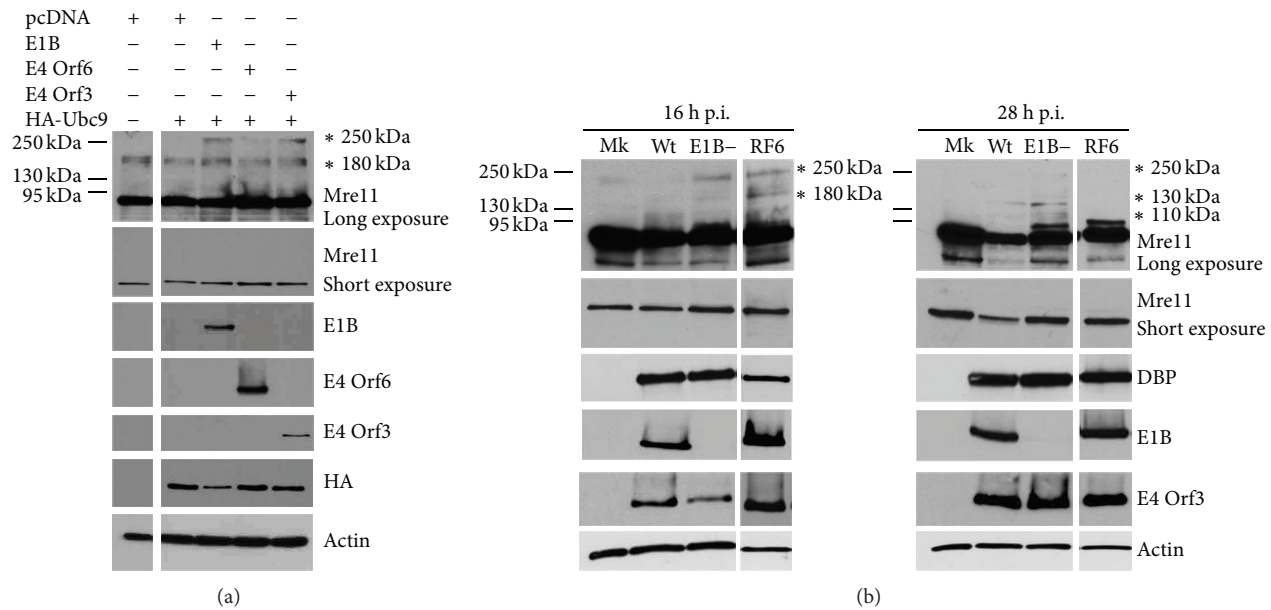 pcDNA + + − − −
E1B − − + − −
E4 Orf6 − − − + −
E4 Orf3 − − − − +
HA-Ubc9 − + + + +
250 kDa
130 kDa
95 kDa
* 250 kDa
* 180 kDa
Mre11
Long exposure
Mre11
Short exposure
E1B
E4 Orf6
E4 Orf3
HA
Actin
(a)
16 h p.i.
Mk Wt E1B− RF6
250 kDa
130 kDa
95 kDa
* 250 kDa
* 180 kDa
28 h p.i.
Mk Wt E1B− RF6
* 250 kDa
* 130 kDa
* 110 kDa
Mre11
Long exposure
Mre11
Short exposure
DBP
E1B
E4 Orf3
Actin
(b)